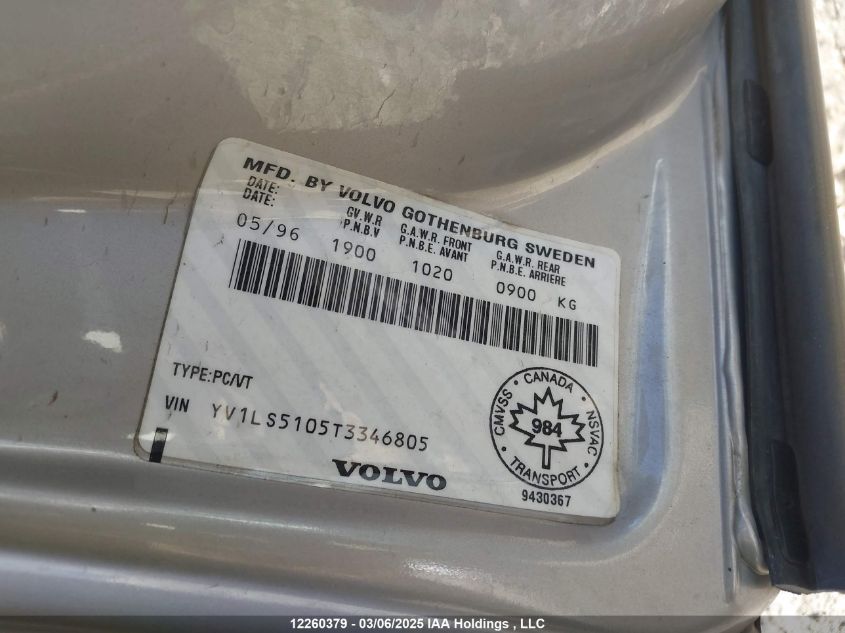 MFD. BY VOLVO GOTHENBURG SWEDEN
DATE: G.V.W.R G.A.W.R. FRONT G.A.W.R. REAR
DATE: P.N.B.V P.N.B.E. AVANT P.N.B.E. ARRIERE
05/96 1900 1020 0900 KG
TYPE:PC/VT
VIN YV1LS5105T3346805
VOLVO
CANADA
CMVSS 984 NSVAC
TRANSPORT
9430367
12260379 - 03/06/2025 IAA Holdings , LLC